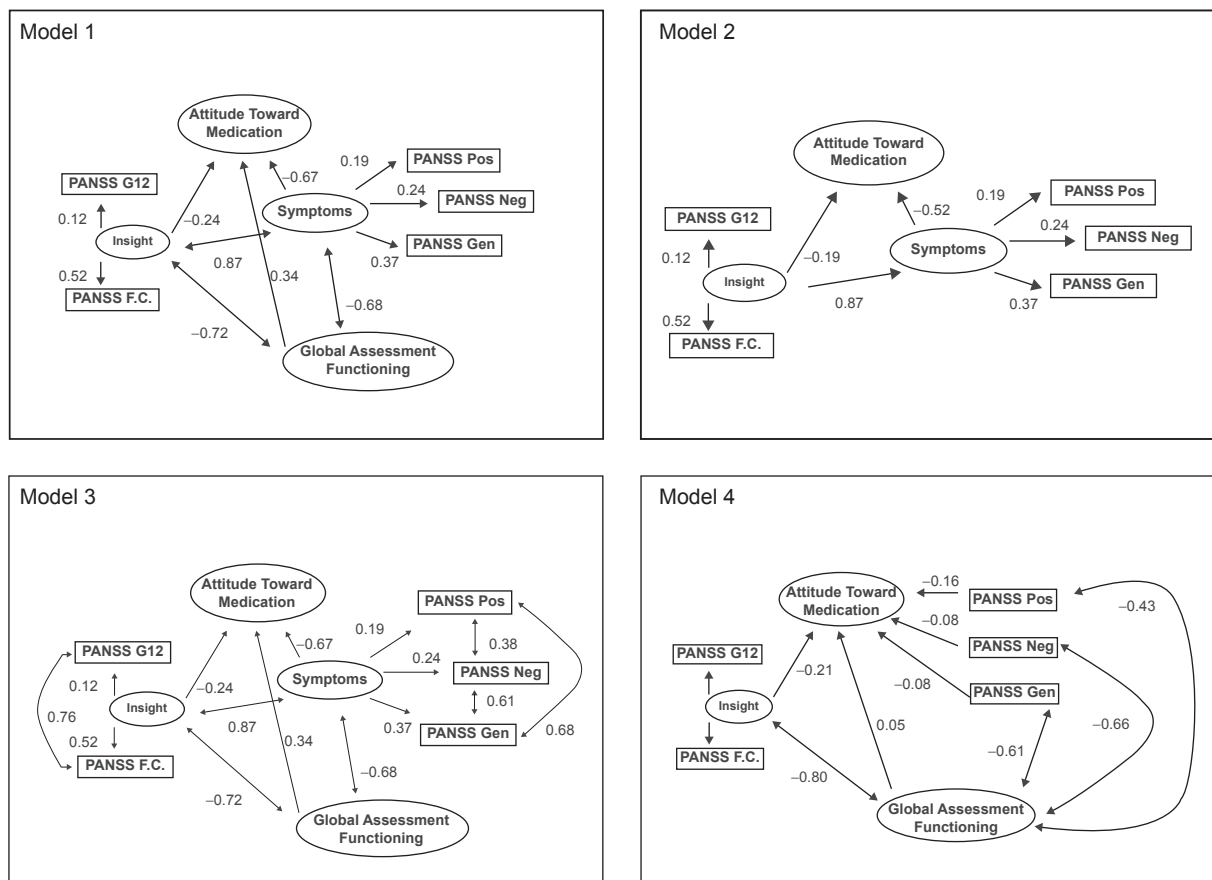 Model 1
Attitude Toward
Medication
PANSS G12
0.12
Insight
0.52
PANSS F.C.
−0.24
−0.67
0.19
PANSS Pos
0.24
PANSS Neg
Symptoms
PANSS Gen
0.37
0.87
0.34
−0.68
−0.72
Global Assessment
Functioning
Model 2
Attitude Toward
Medication
PANSS G12
0.12
Insight
0.52
PANSS F.C.
−0.19
−0.52
0.19
PANSS Pos
0.24
PANSS Neg
Symptoms
PANSS Gen
0.37
0.87
Model 3
Attitude Toward
Medication
PANSS G12
0.12
0.76
Insight
0.52
PANSS F.C.
−0.24
−0.67
0.19
PANSS Pos
0.38
0.24
PANSS Neg
Symptoms
0.61
0.37
PANSS Gen
0.68
0.87
0.34
−0.68
−0.72
Global Assessment
Functioning
Model 4
Attitude Toward
Medication
−0.16
PANSS Pos
−0.43
−0.08
PANSS Neg
PANSS G12
−0.21
−0.08
PANSS Gen
Insight
PANSS F.C.
0.05
−0.66
−0.61
−0.80
Global Assessment
Functioning